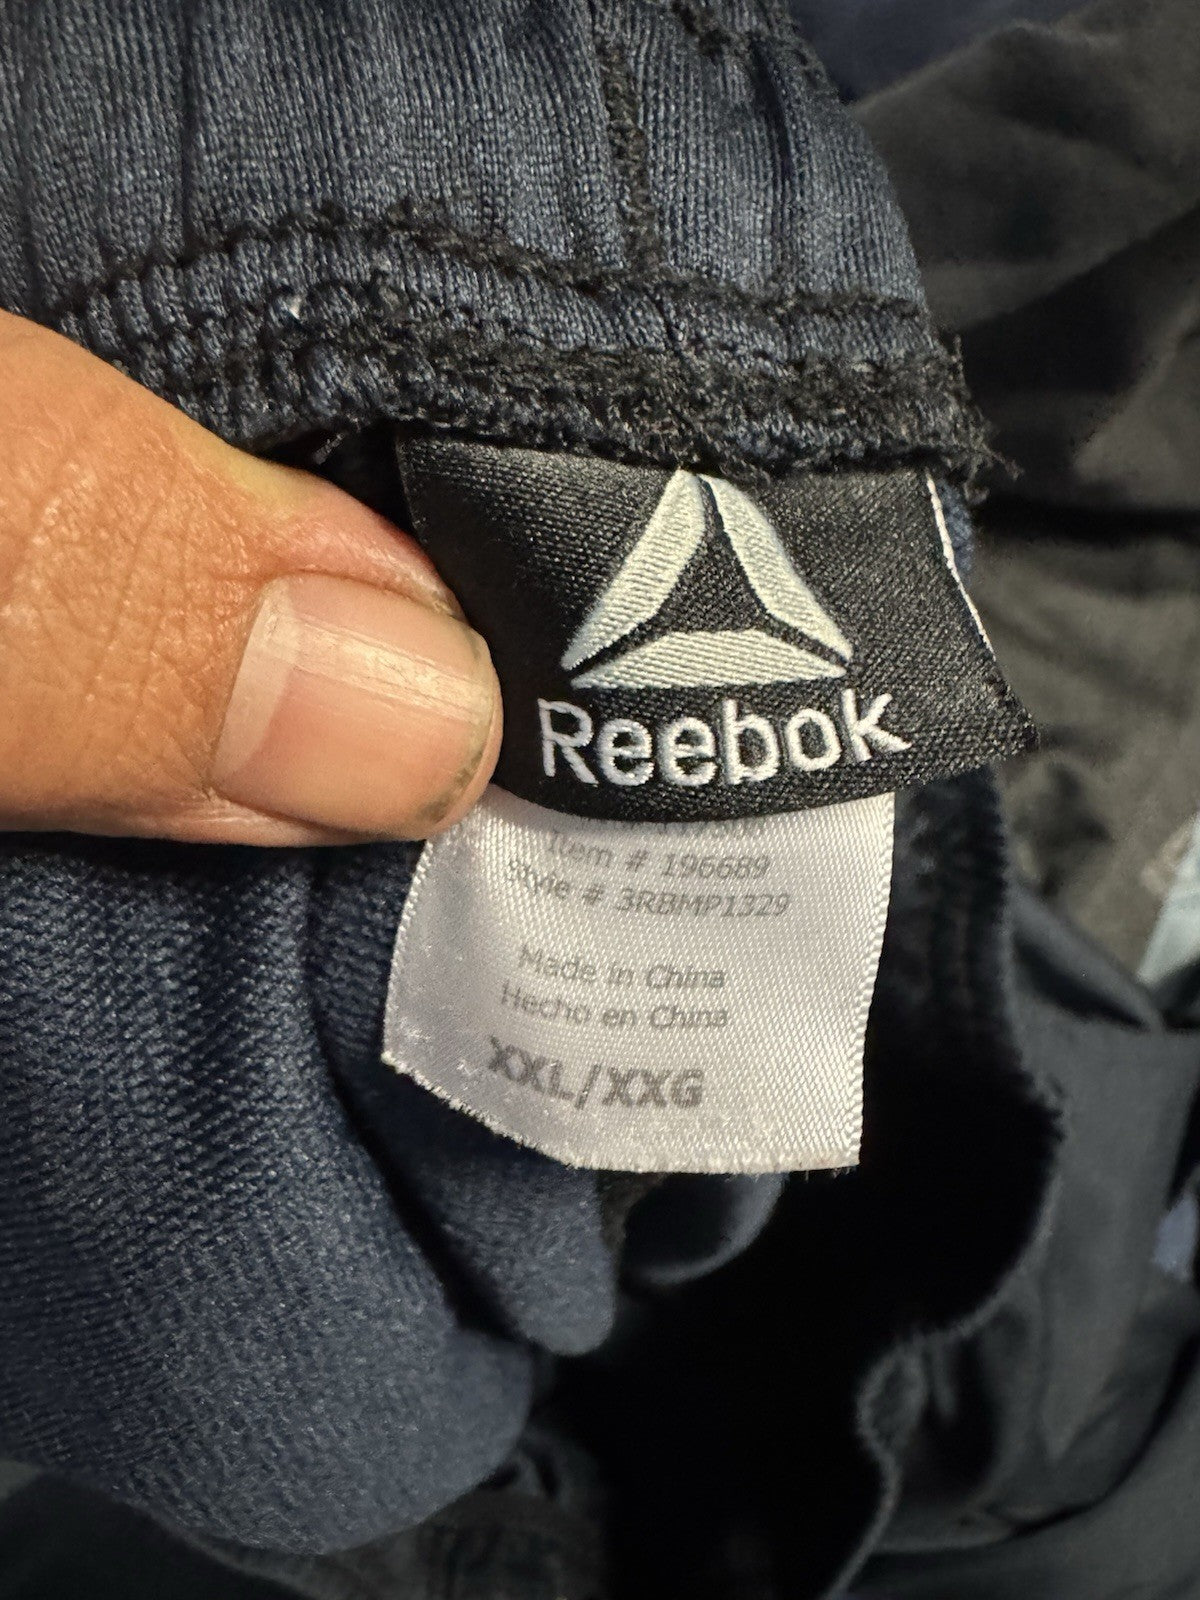 Reebok
Item # 196689
Style # 3RBMP1329
Made in China
Hecho en China
XXL/XXG